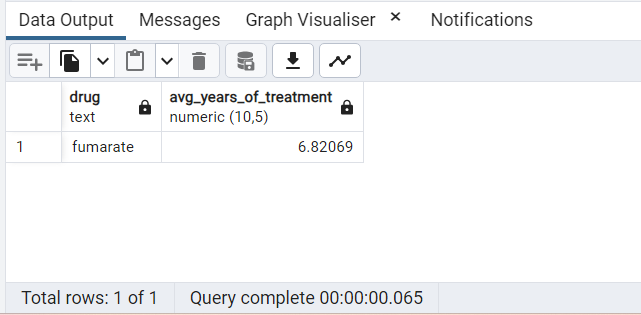 Data Output Messages Graph Visualiser × Notifications
drug avg_years_of_treatment
text numeric (10,5)
1 fumarate 6.82069
Total rows: 1 of 1 Query complete 00:00:00.065